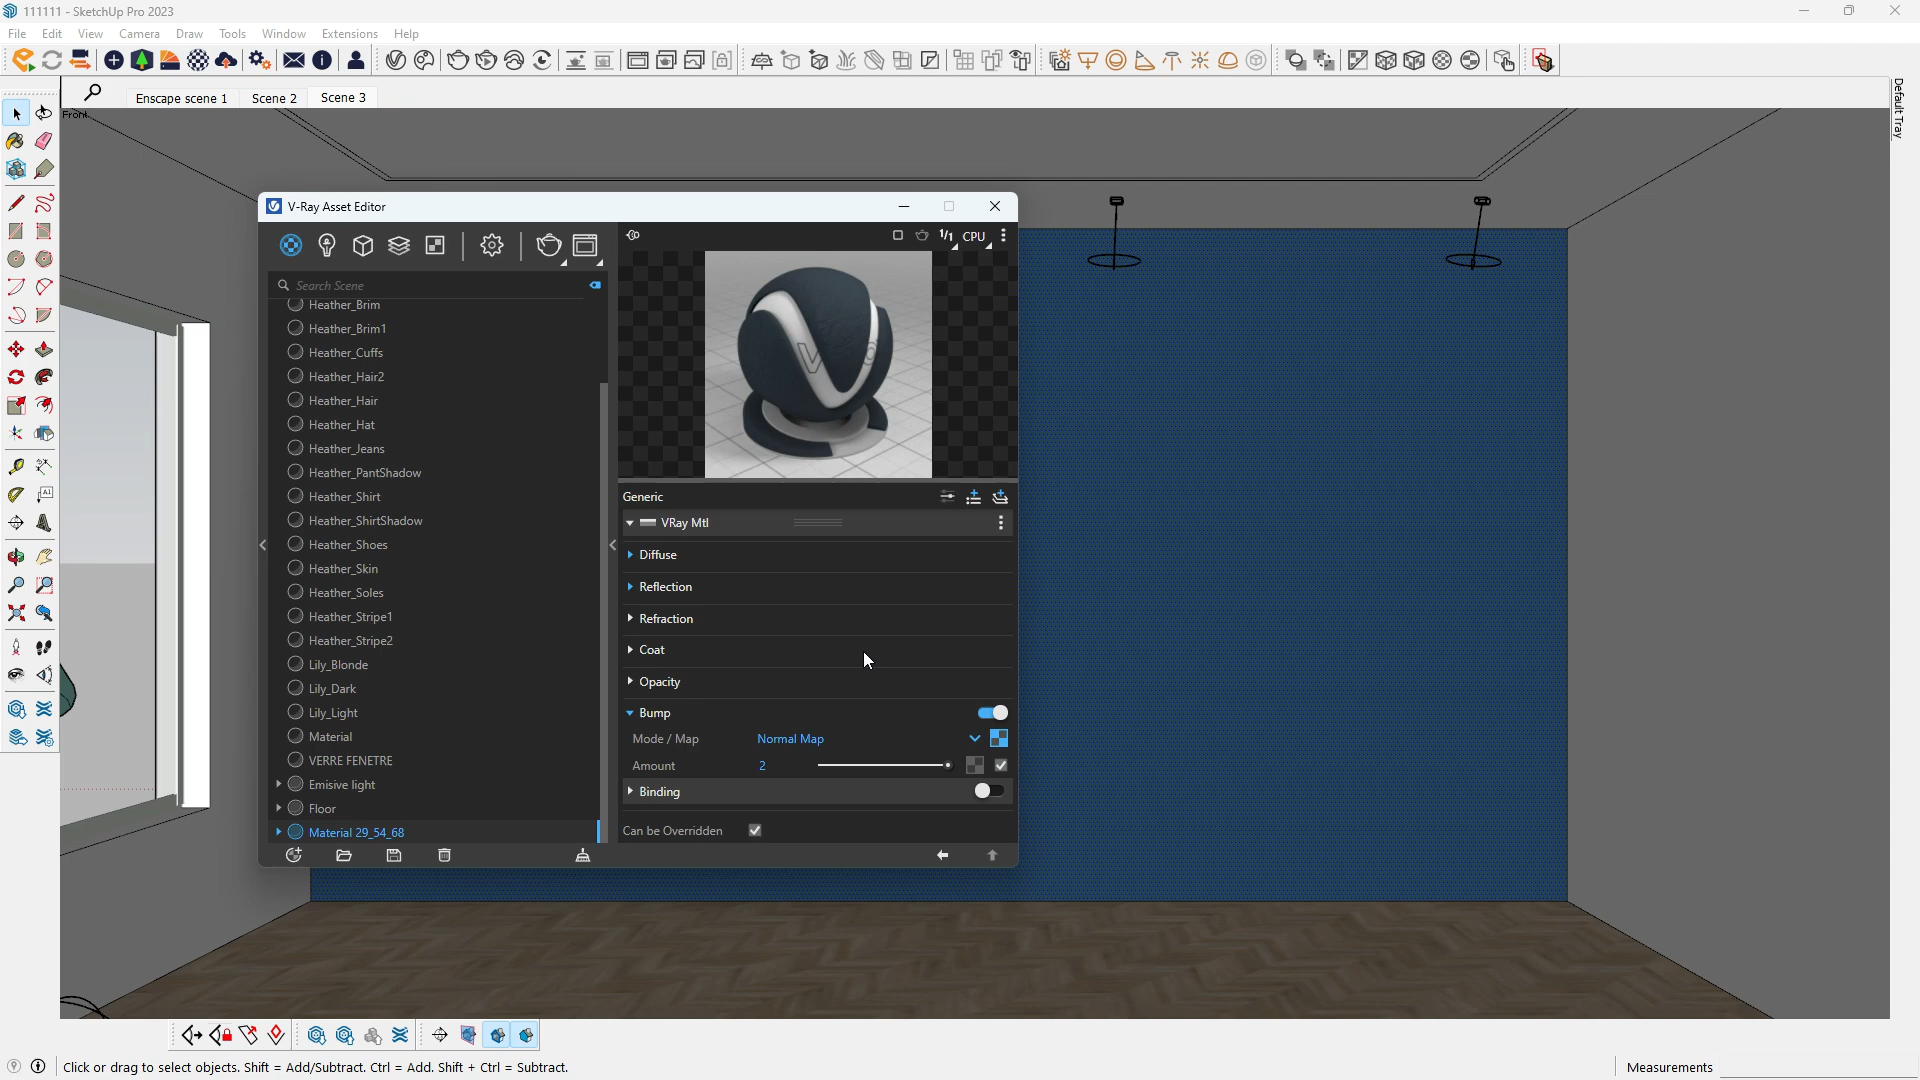 111111 - SketchUp Pro 2023
File Edit View Camera Draw Tools Window Extensions Help
Enscape scene 1 Scene 2 Scene 3
Default Tray
Front
V-Ray Asset Editor
1/1 CPU
Search Scene
Heather_Brim
Heather_Brim1
Heather_Cuffs
Heather_Hair2
Heather_Hair
Heather_Hat
Heather_Jeans
Heather_PantShadow
Heather_Shirt
Heather_ShirtShadow
Heather_Shoes
Heather_Skin
Heather_Soles
Heather_Stripe1
Heather_Stripe2
Lily_Blonde
Lily_Dark
Lily_Light
Material
VERRE FENETRE
Emisive light
Floor
Material 29_54_68
Generic
VRay Mtl
Diffuse
Reflection
Refraction
Coat
Opacity
Bump
Mode / Map Normal Map
Amount 2
Binding
Can be Overridden
Click or drag to select objects. Shift = Add/Subtract. Ctrl = Add. Shift + Ctrl = Subtract.
Measurements